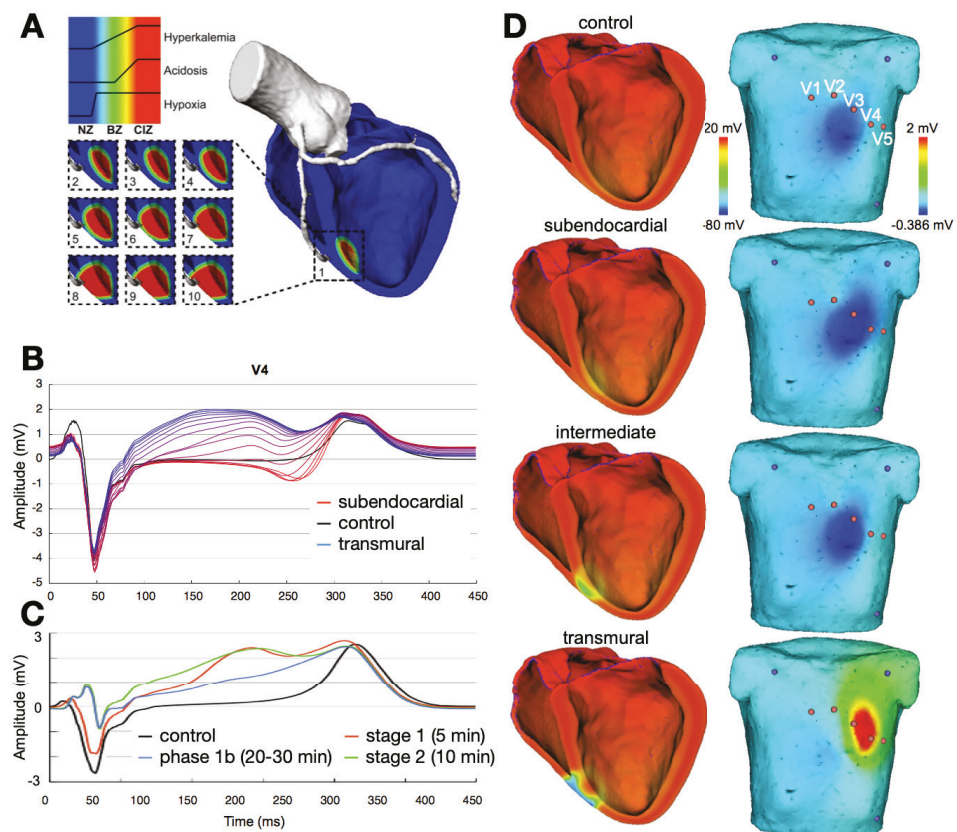 A
Hyperkalemia
Acidosis
Hypoxia
NZ BZ CIZ
2 3 4
5 6 7
8 9 10
1
B
V4
Amplitude (mV)
3
2
1
0
-1
-2
-3
-4
-5
subendocardial
control
transmural
0 50 100 150 200 250 300 350 400 450
C
Amplitude (mV)
3
0
-3
control
phase 1b (20-30 min)
stage 1 (5 min)
stage 2 (10 min)
0 50 100 150 200 250 300 350 400 450
Time (ms)
D
control
V1 V2
V3
V4
V5
20 mV
-80 mV
2 mV
-0.386 mV
subendocardial
intermediate
transmural